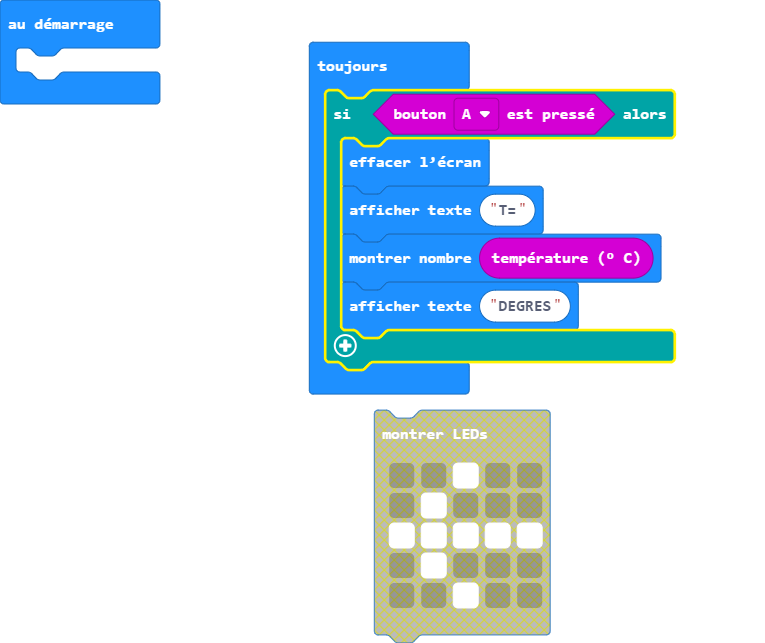 au démarrage
toujours
si bouton A est pressé alors
effacer l'écran
afficher texte "T="
montrer nombre température (° C)
afficher texte "DEGRES"
montrer LEDs